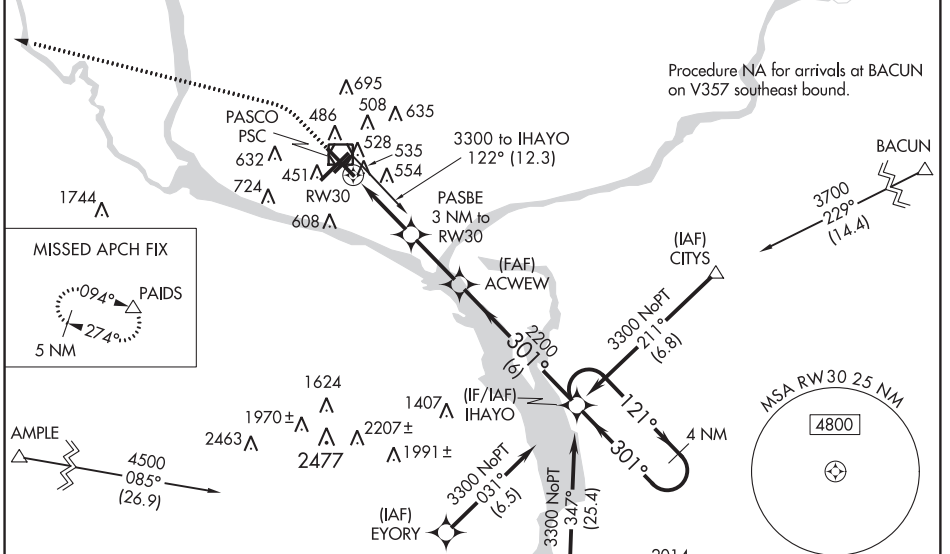 695
508
635
486
PASCO
PSC
528
535
632
451
554
724
RW30
608
1744
3300 to IHAYO
122° (12.3)
Procedure NA for arrivals at BACUN
on V357 southeast bound.
BACUN
3700
229°
(14.4)
PASBE
3 NM to
RW30
(FAF)
ACWEW
(IAF)
CITYS
3300 NoPT
211°
(6.8)
MISSED APCH FIX
094°
PAIDS
274°
5 NM
2200
301°
(6)
(IF/IAF)
IHAYO
121°
4 NM
301°
MSA RW30 25 NM
4800
1624
1970 ±
1407
2207 ±
2463
2477
1991 ±
AMPLE
4500
085°
(26.9)
3300 NoPT
031°
(6.5)
(IAF)
EYORY
3300 NoPT
347°
(25.4)